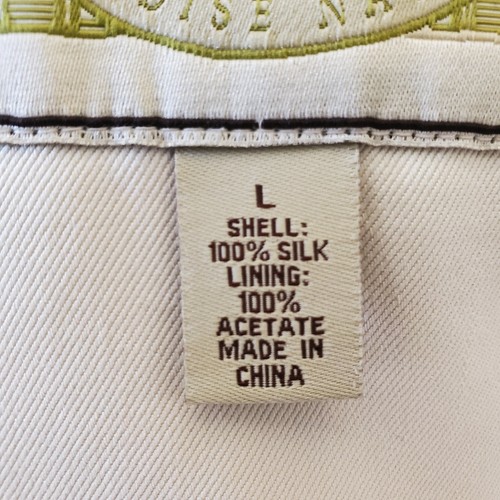 L
SHELL:
100% SILK
LINING:
100%
ACETATE
MADE IN
CHINA